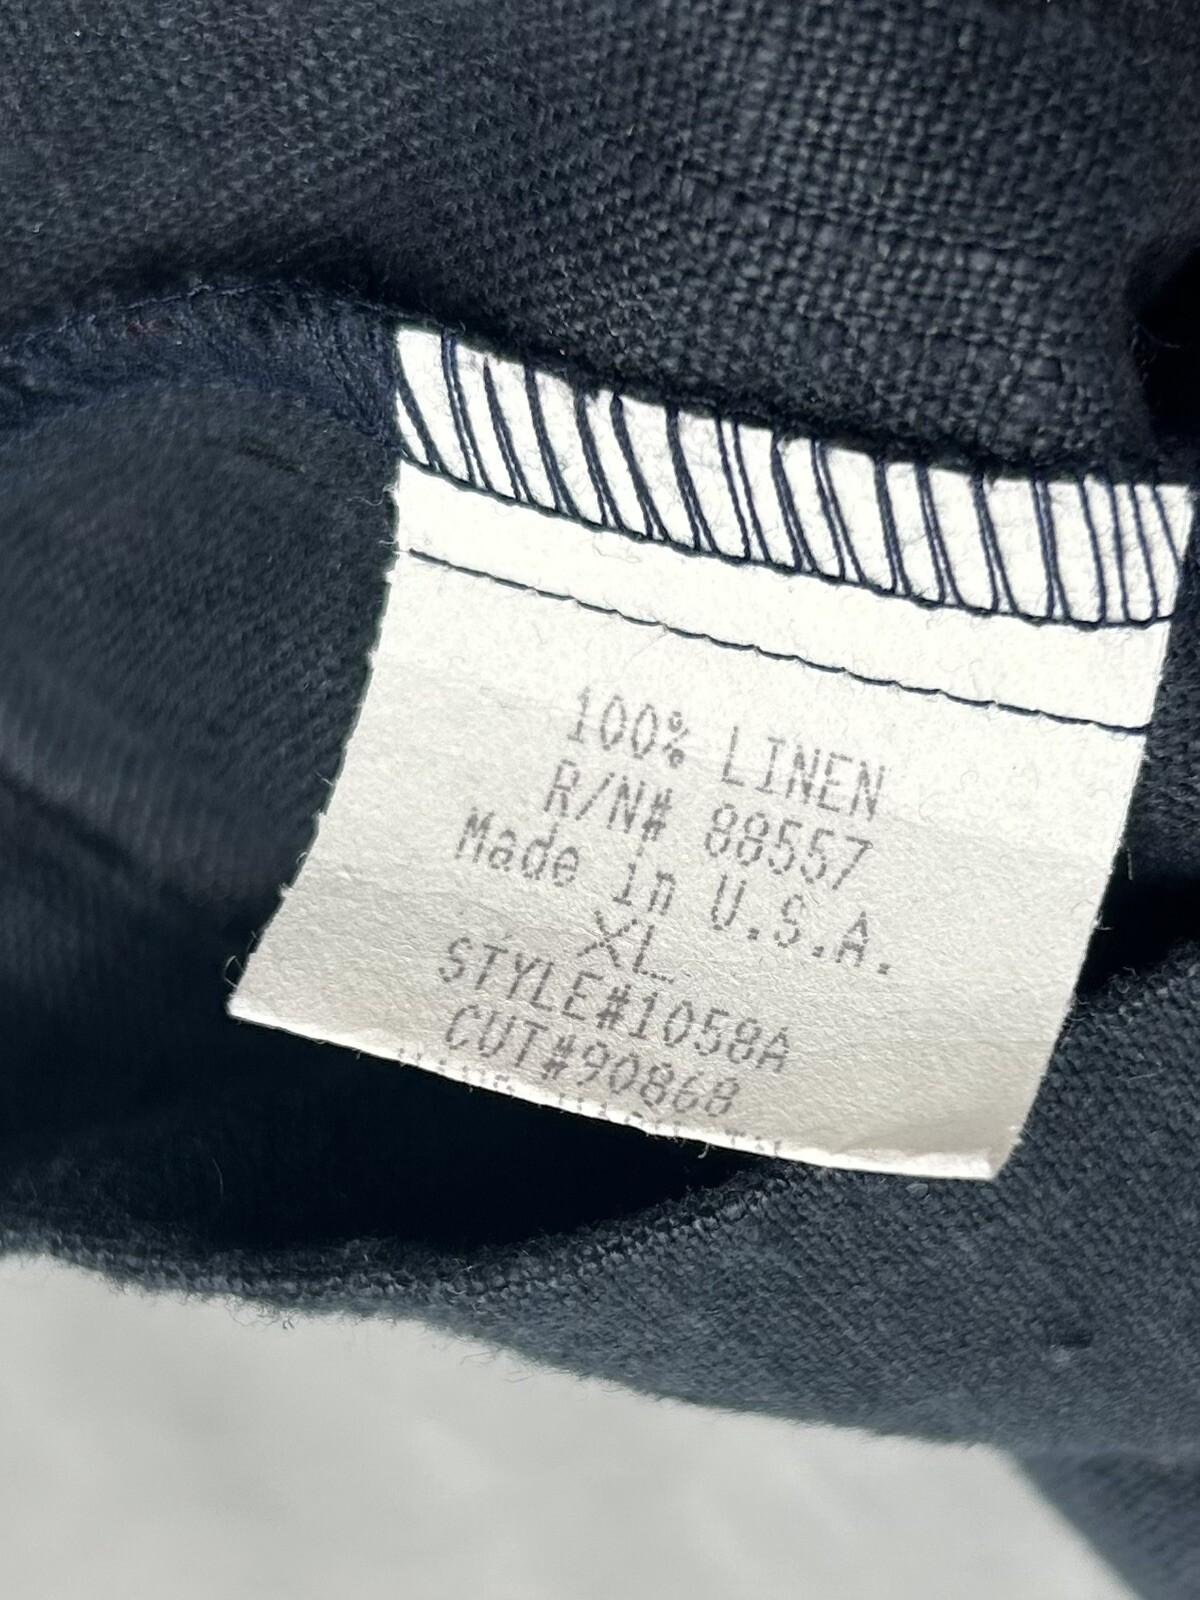 100% LINEN
R/N# 88557
Made in U.S.A.
XL
STYLE#1058A
CUT#90868